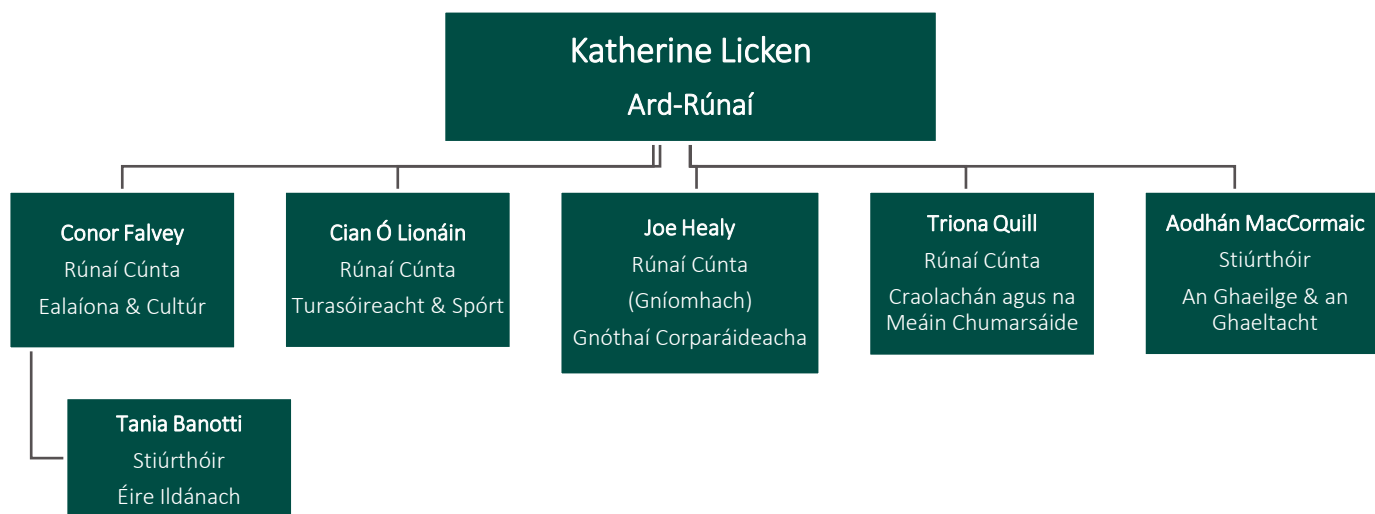 Katherine Licken
Ard-Rúnaí
Conor Falvey
Rúnaí Cúnta
Ealaíona & Cultúr
Cian Ó Lionáin
Rúnaí Cúnta
Turasóireacht & Spórt
Joe Healy
Rúnaí Cúnta
(Gníomhach)
Gnóthaí Corparáideacha
Triona Quill
Rúnaí Cúnta
Craolachán agus na
Meáin Chumarsáide
Aodhán MacCormaic
Stiúrthóir
An Ghaeilge & an
Ghaeltacht
Tania Banotti
Stiúrthóir
Éire Ildánach